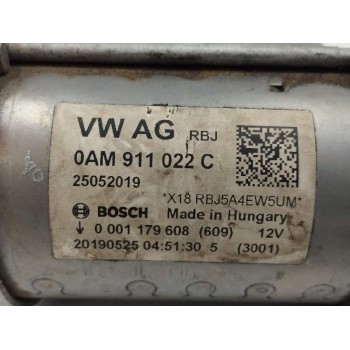 VW AG RBJ
0AM 911 022 C
25052019
*X18 RBJ5A4EW5UM*
BOSCH Made in Hungary
↓ 0 001 179 608 (609) 12V
20190525 04:51:30 5 (3001)